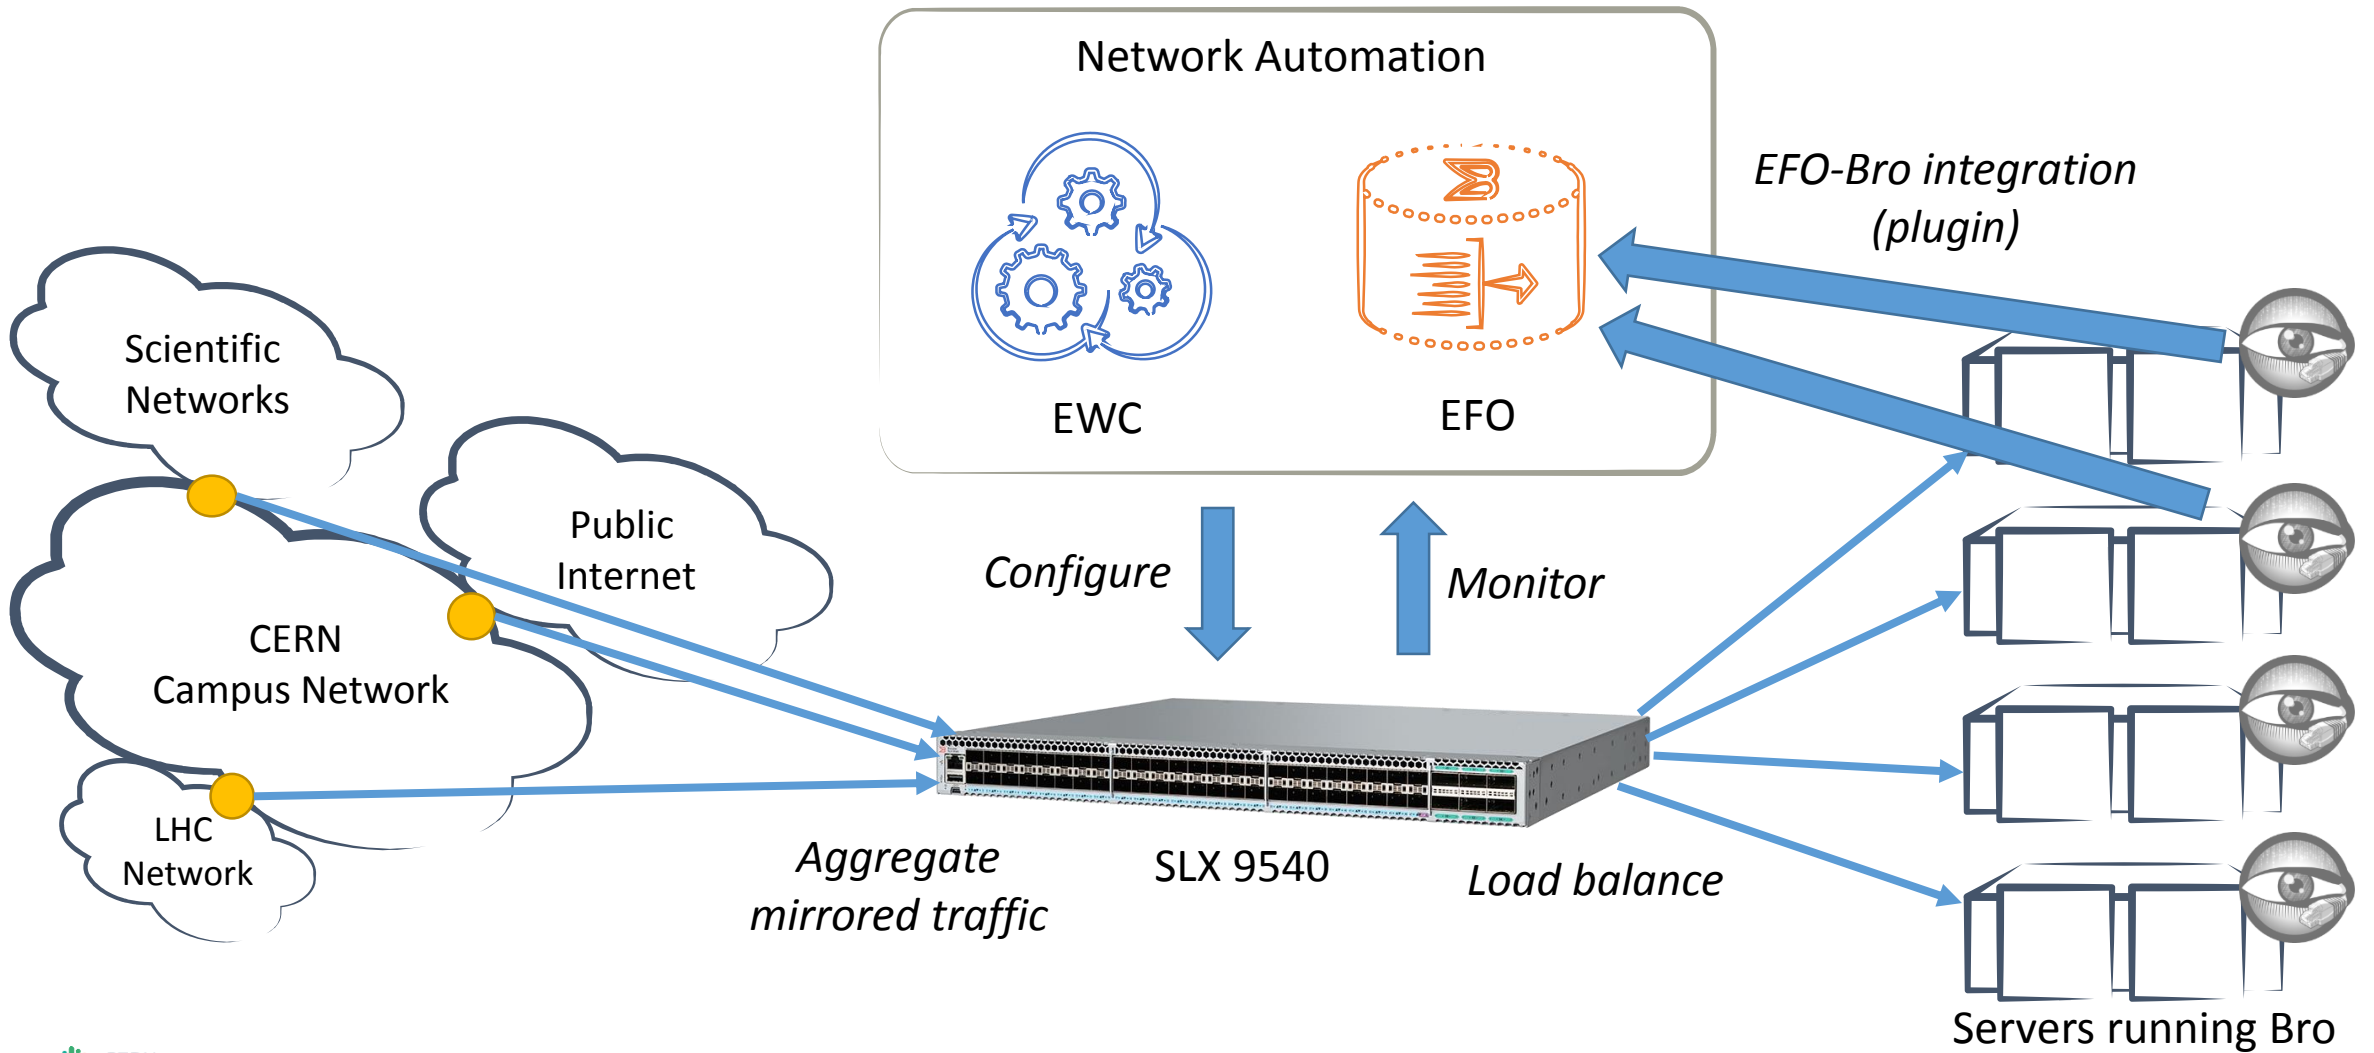 Network Automation
EWC
EFO
EFO-Bro integration
(plugin)
Scientific
Networks
Public
Internet
CERN
Campus Network
LHC
Network
Configure
Monitor
Aggregate
mirrored traffic
SLX 9540
Load balance
Servers running Bro